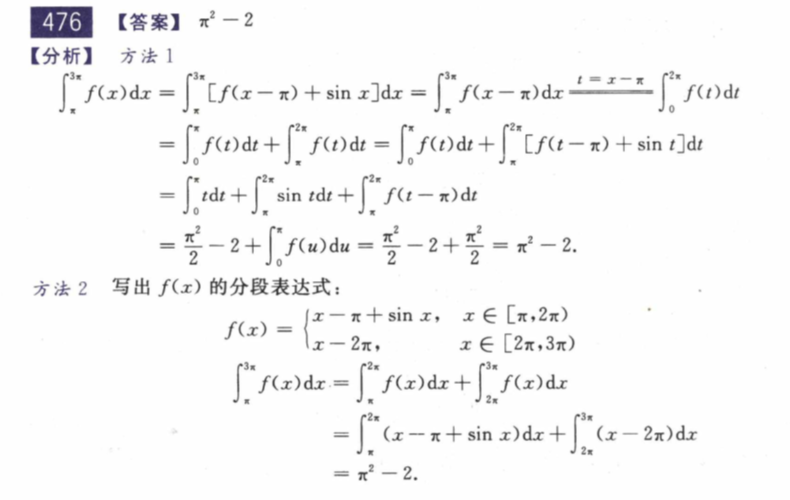 476 【答案】 π² − 2
【分析】 方法 1
∫_π^{3π} f(x)dx = ∫_π^{3π} [f(x − π) + sin x]dx = ∫_π^{3π} f(x − π)dx \xlongequal{t = x − π} ∫_0^{2π} f(t)dt
= ∫_0^π f(t)dt + ∫_π^{2π} f(t)dt = ∫_0^π f(t)dt + ∫_π^{2π} [f(t − π) + sin t]dt
= ∫_0^π tdt + ∫_π^{2π} sin tdt + ∫_π^{2π} f(t − π)dt
= π²/2 − 2 + ∫_0^π f(u)du = π²/2 − 2 + π²/2 = π² − 2.
方法 2 写出 f(x) 的分段表达式：
f(x) = { x − π + sin x, x ∈ [π,2π)
x − 2π, x ∈ [2π,3π)
∫_π^{3π} f(x)dx = ∫_π^{2π} f(x)dx + ∫_{2π}^{3π} f(x)dx
= ∫_π^{2π} (x − π + sin x)dx + ∫_{2π}^{3π} (x − 2π)dx
= π² − 2.